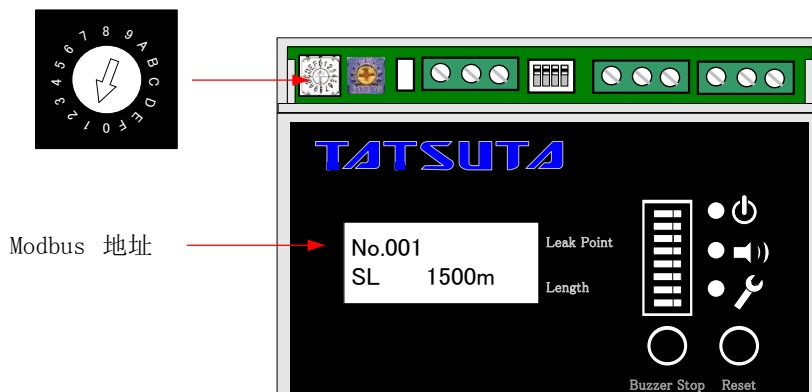 0 1 2 3 4 5 6 7 8 9 A B C D E F
TATSUTA
Modbus 地址
No.001
SL 1500m
Leak Point
Length
Buzzer Stop Reset